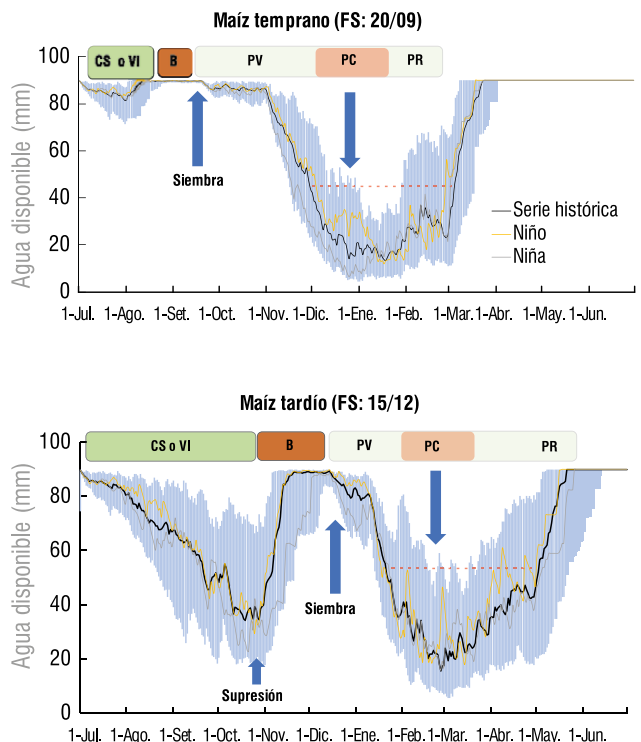 Maíz temprano (FS: 20/09)
CS o VI B PV PC PR
Agua disponible (mm)
100
80
60
40
20
0
Siembra
Serie histórica
Niño
Niña
1-Jul. 1-Ago. 1-Set. 1-Oct. 1-Nov. 1-Dic. 1-Ene. 1-Feb. 1-Mar. 1-Abr. 1-May. 1-Jun.
Maíz tardío (FS: 15/12)
CS o VI B PV PC PR
Agua disponible (mm)
100
80
60
40
20
0
Siembra
Supresión
1-Jul. 1-Ago. 1-Set. 1-Oct. 1-Nov. 1-Dic. 1-Ene. 1-Feb. 1-Mar. 1-Abr. 1-May. 1-Jun.